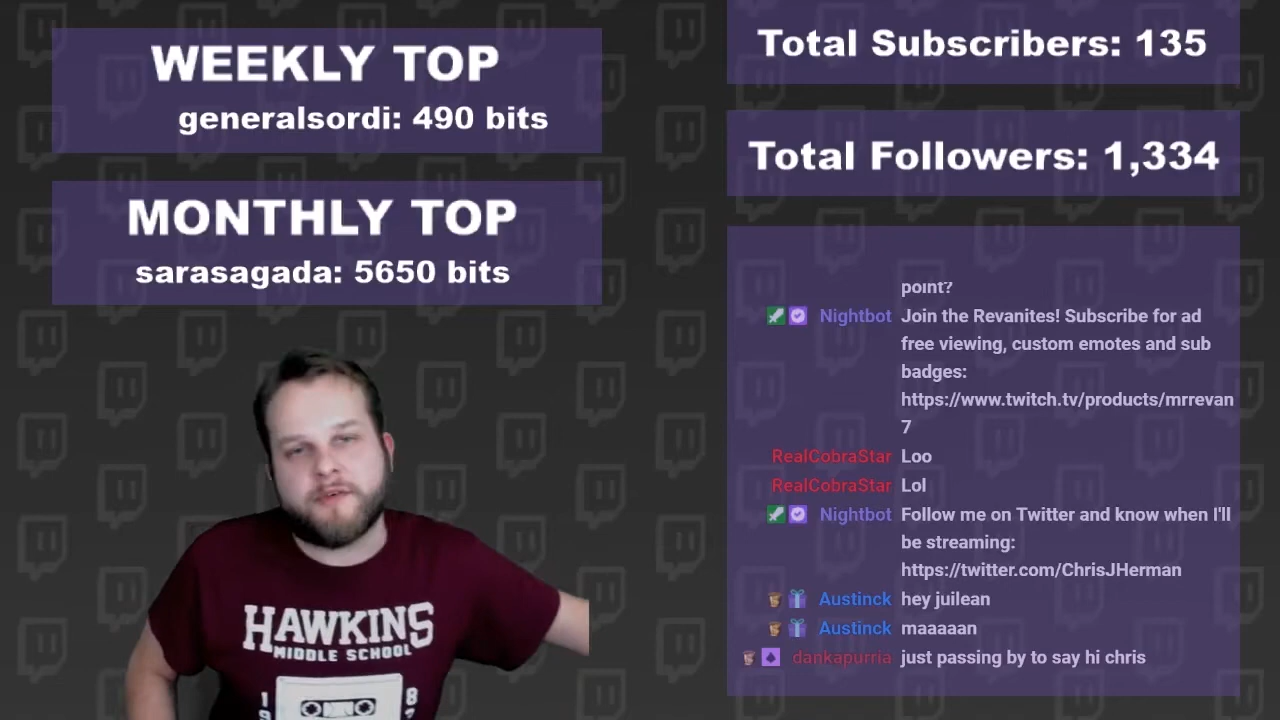 WEEKLY TOP
generalsordi: 490 bits
MONTHLY TOP
sarasagada: 5650 bits
Total Subscribers: 135
Total Followers: 1,334
point?
Nightbot Join the Revanites! Subscribe for ad
free viewing, custom emotes and sub
badges:
https://www.twitch.tv/products/mrrevan
7
RealCobraStar Loo
RealCobraStar Lol
Nightbot Follow me on Twitter and know when I'll
be streaming:
https://twitter.com/ChrisJHerman
Austinck hey juilean
Austinck maaaaan
dankapurria just passing by to say hi chris
HAWKINS
MIDDLE SCHOOL
1 8